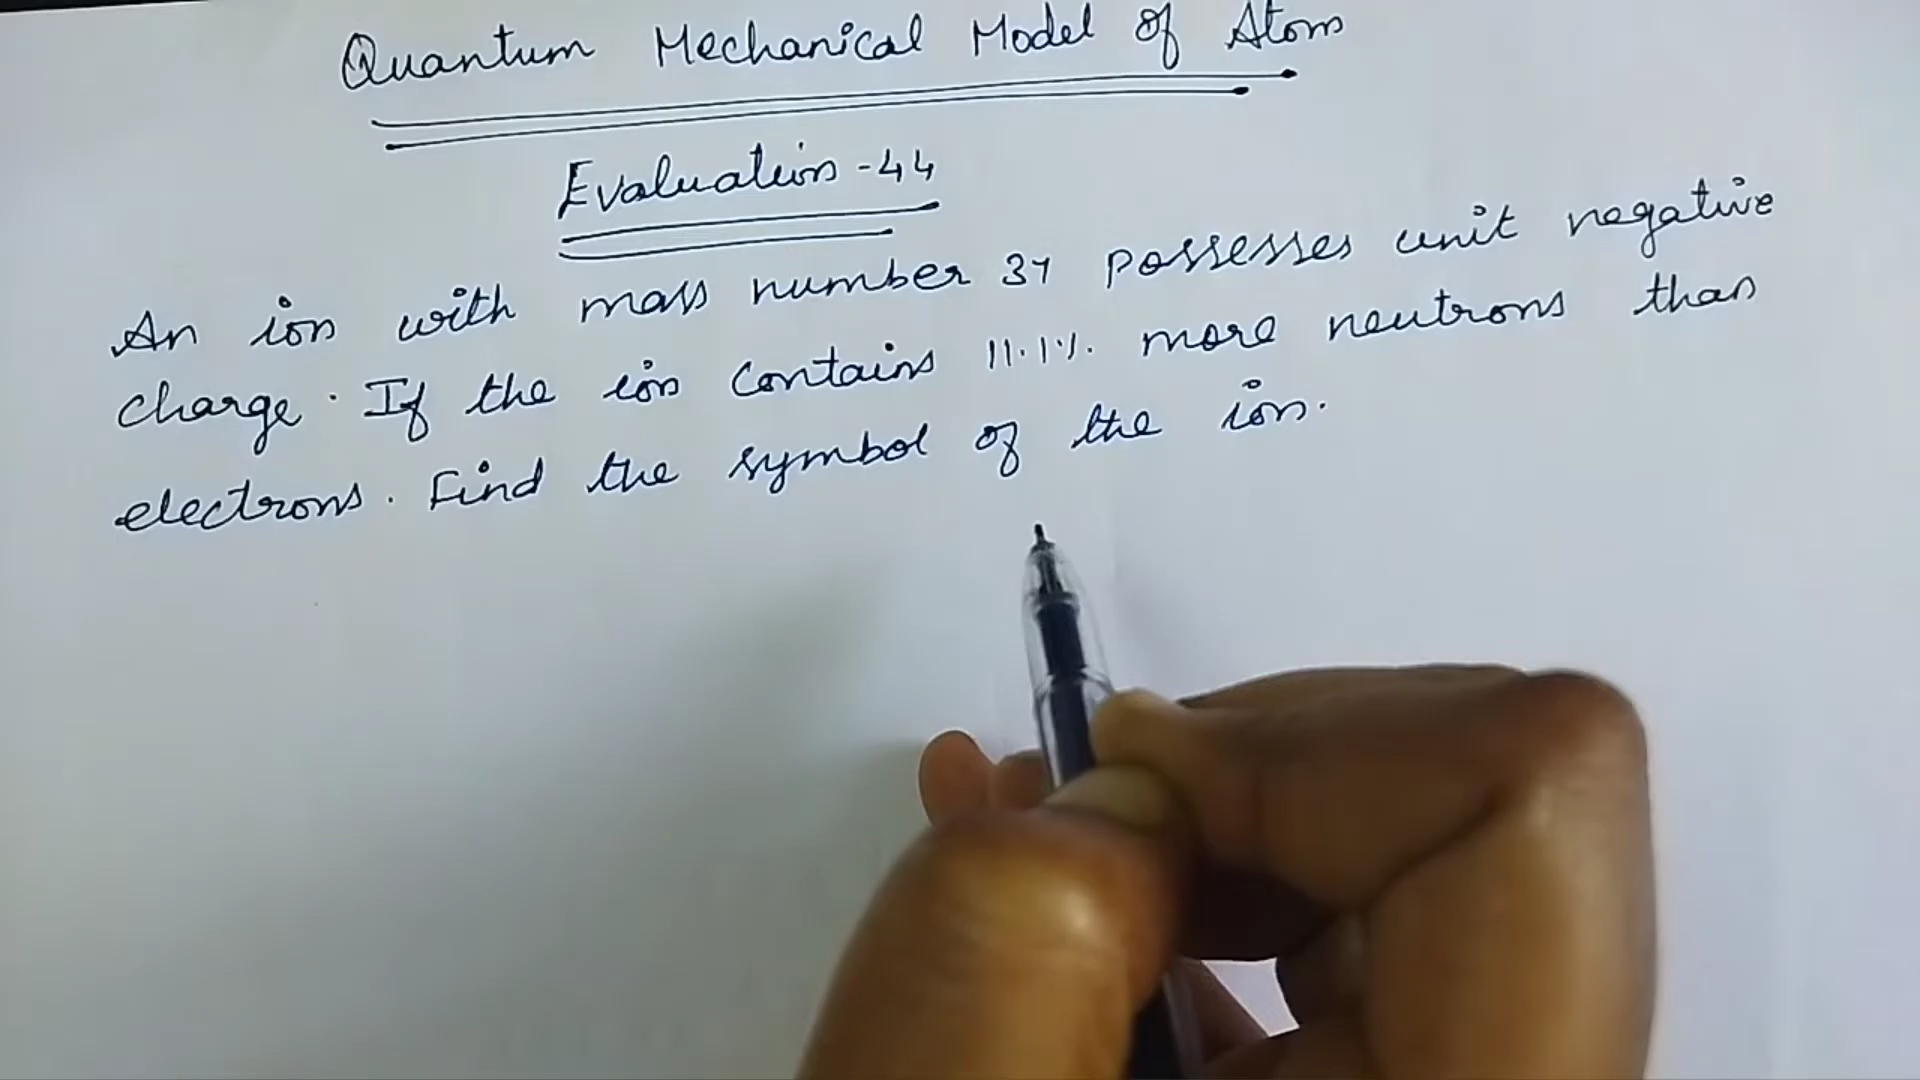 Quantum Mechanical Model of Atom
Evaluation - 44
An ion with mass number 37 possesses unit negative
charge. If the ion contains 11.1% more neutrons than
electrons. Find the symbol of the ion.